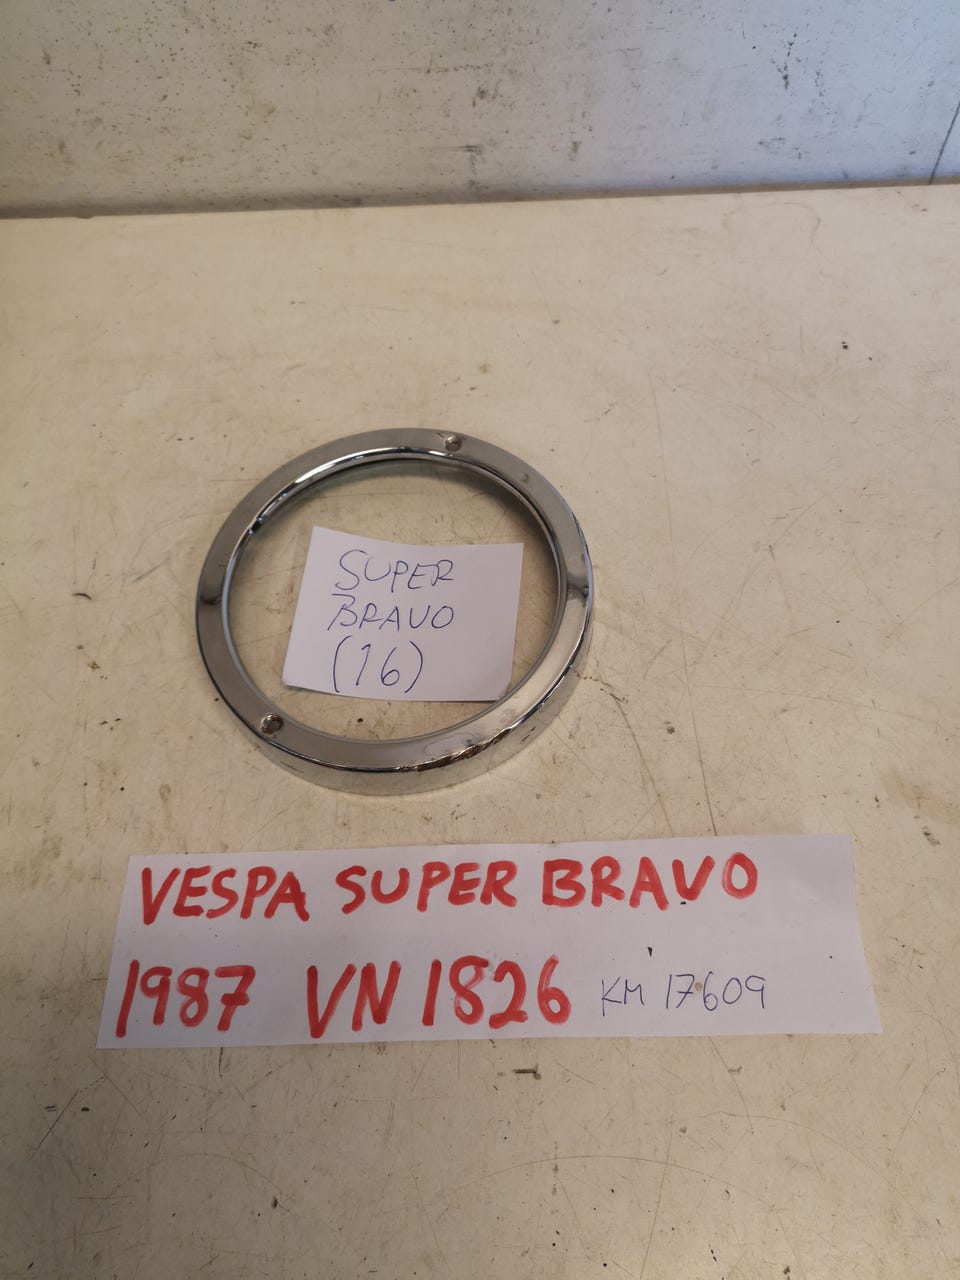 SUPER
BRAVO
(16)
VESPA SUPER BRAVO
1987 VN 1826 KM 17609